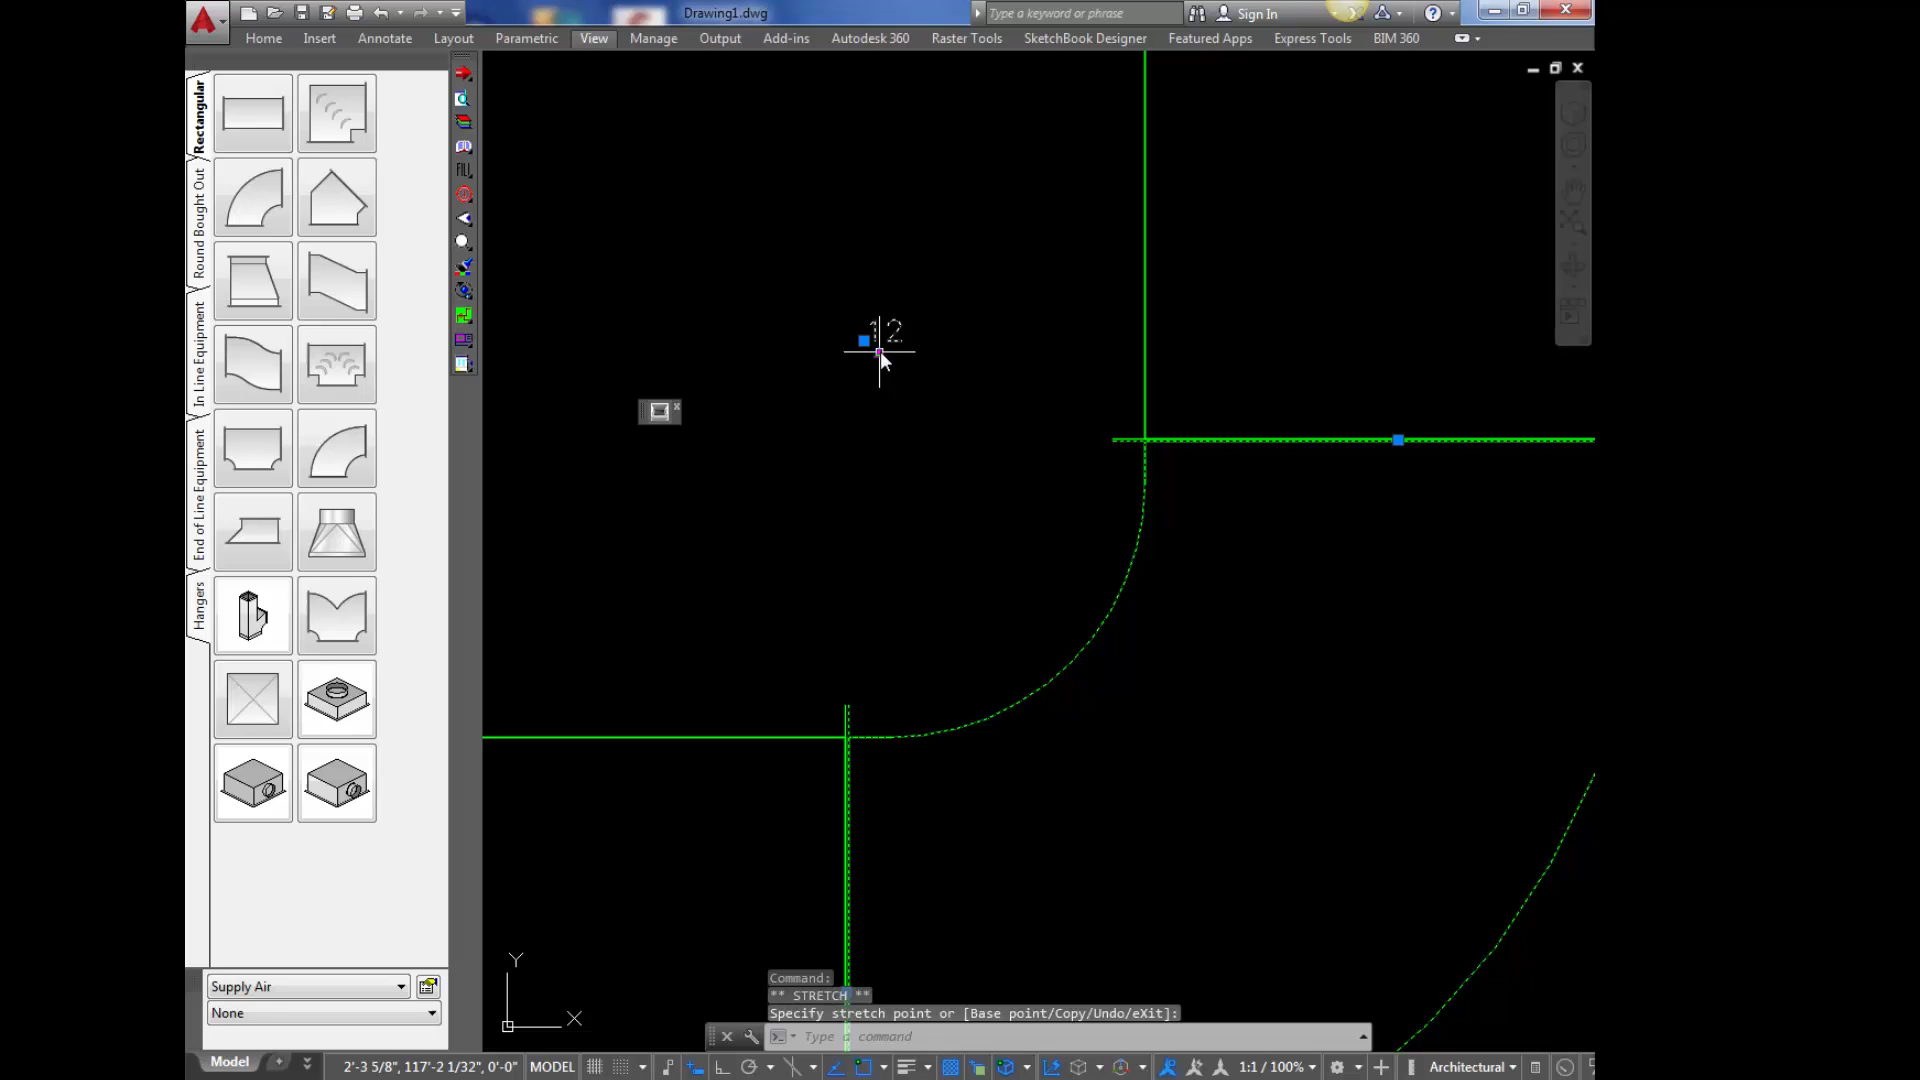 Drawing1.dwg
Type a keyword or phrase
Sign In
Home Insert Annotate Layout Parametric View Manage Output Add-ins Autodesk 360 Raster Tools SketchBook Designer Featured Apps Express Tools BIM 360
Rectangular
Round Bought Out
In Line Equipment
End of Line Equipment
Hangers
FILL
12
Y
X
Supply Air
None
Command:
** STRETCH **
Specify stretch point or [Base point/Copy/Undo/eXit]:
Type a command
Model
2'-3 5/8", 117'-2 1/32", 0'-0" MODEL 1:1 / 100% Architectural